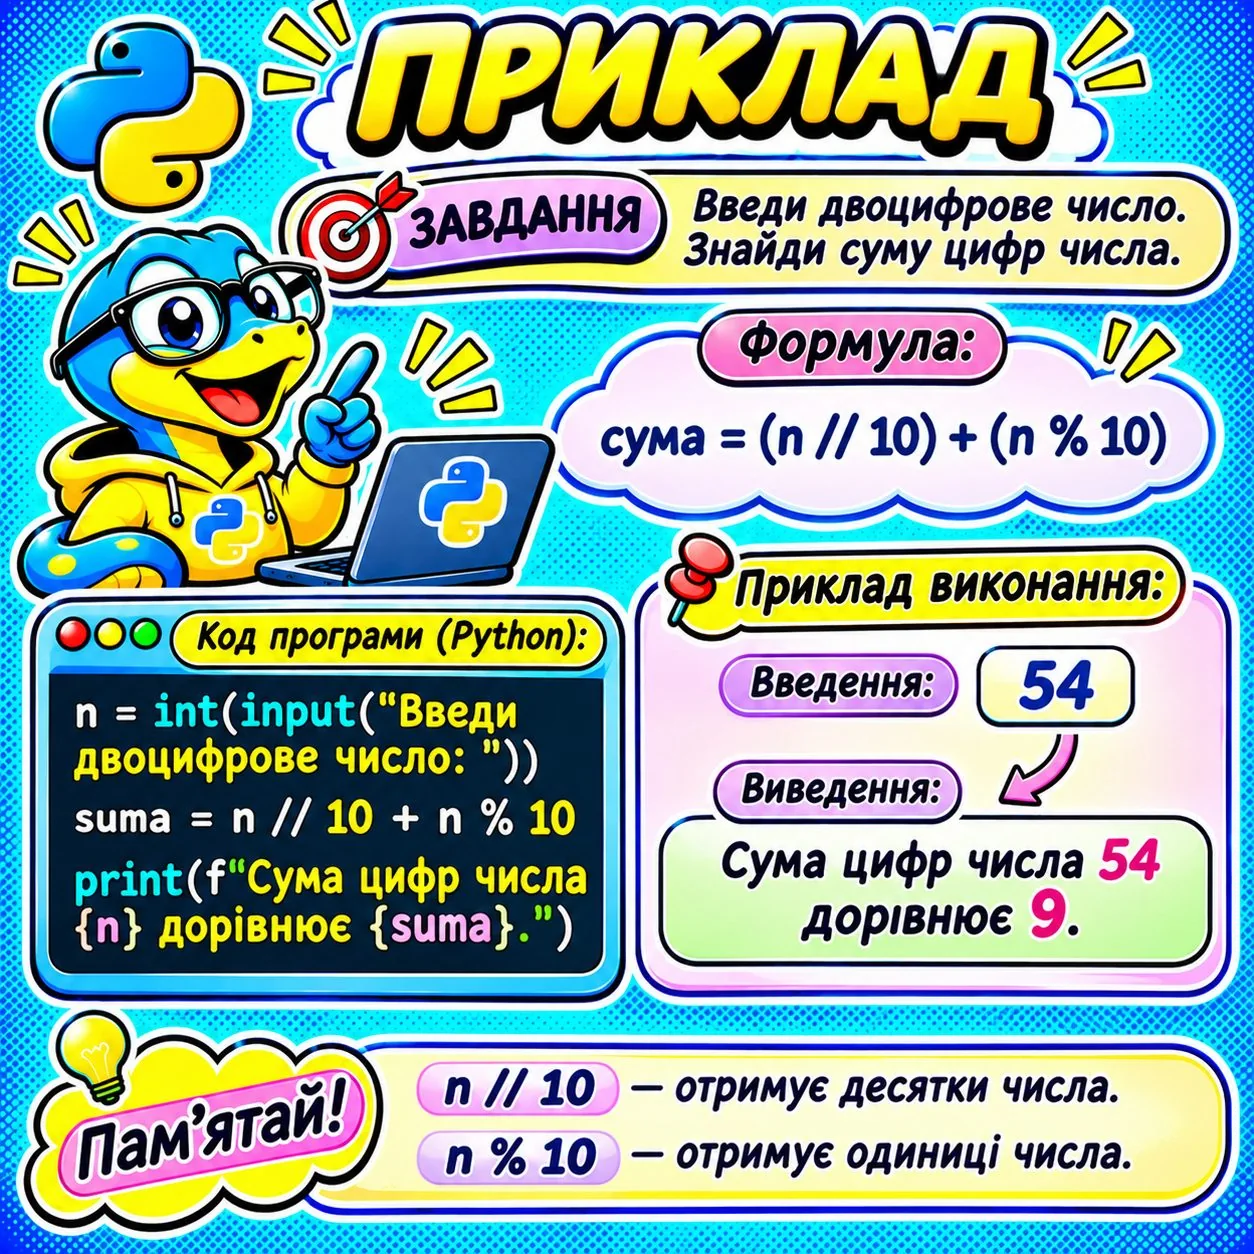 ПРИКЛАД
ЗАВДАННЯ
Введи двоцифрове число.
Знайди суму цифр числа.
Формула:
сума = (n // 10) + (n % 10)
Код програми (Python):
n = int(input(“Введи
двоцифрове число: "))
suma = n // 10 + n % 10
print(f“Сума цифр числа
{n} дорівнює {suma}.")
Приклад виконання:
Введення:
54
Виведення:
Сума цифр числа 54
дорівнює 9.
Пам’ятай!
n // 10 — отримує десятки числа.
n % 10 — отримує одиниці числа.